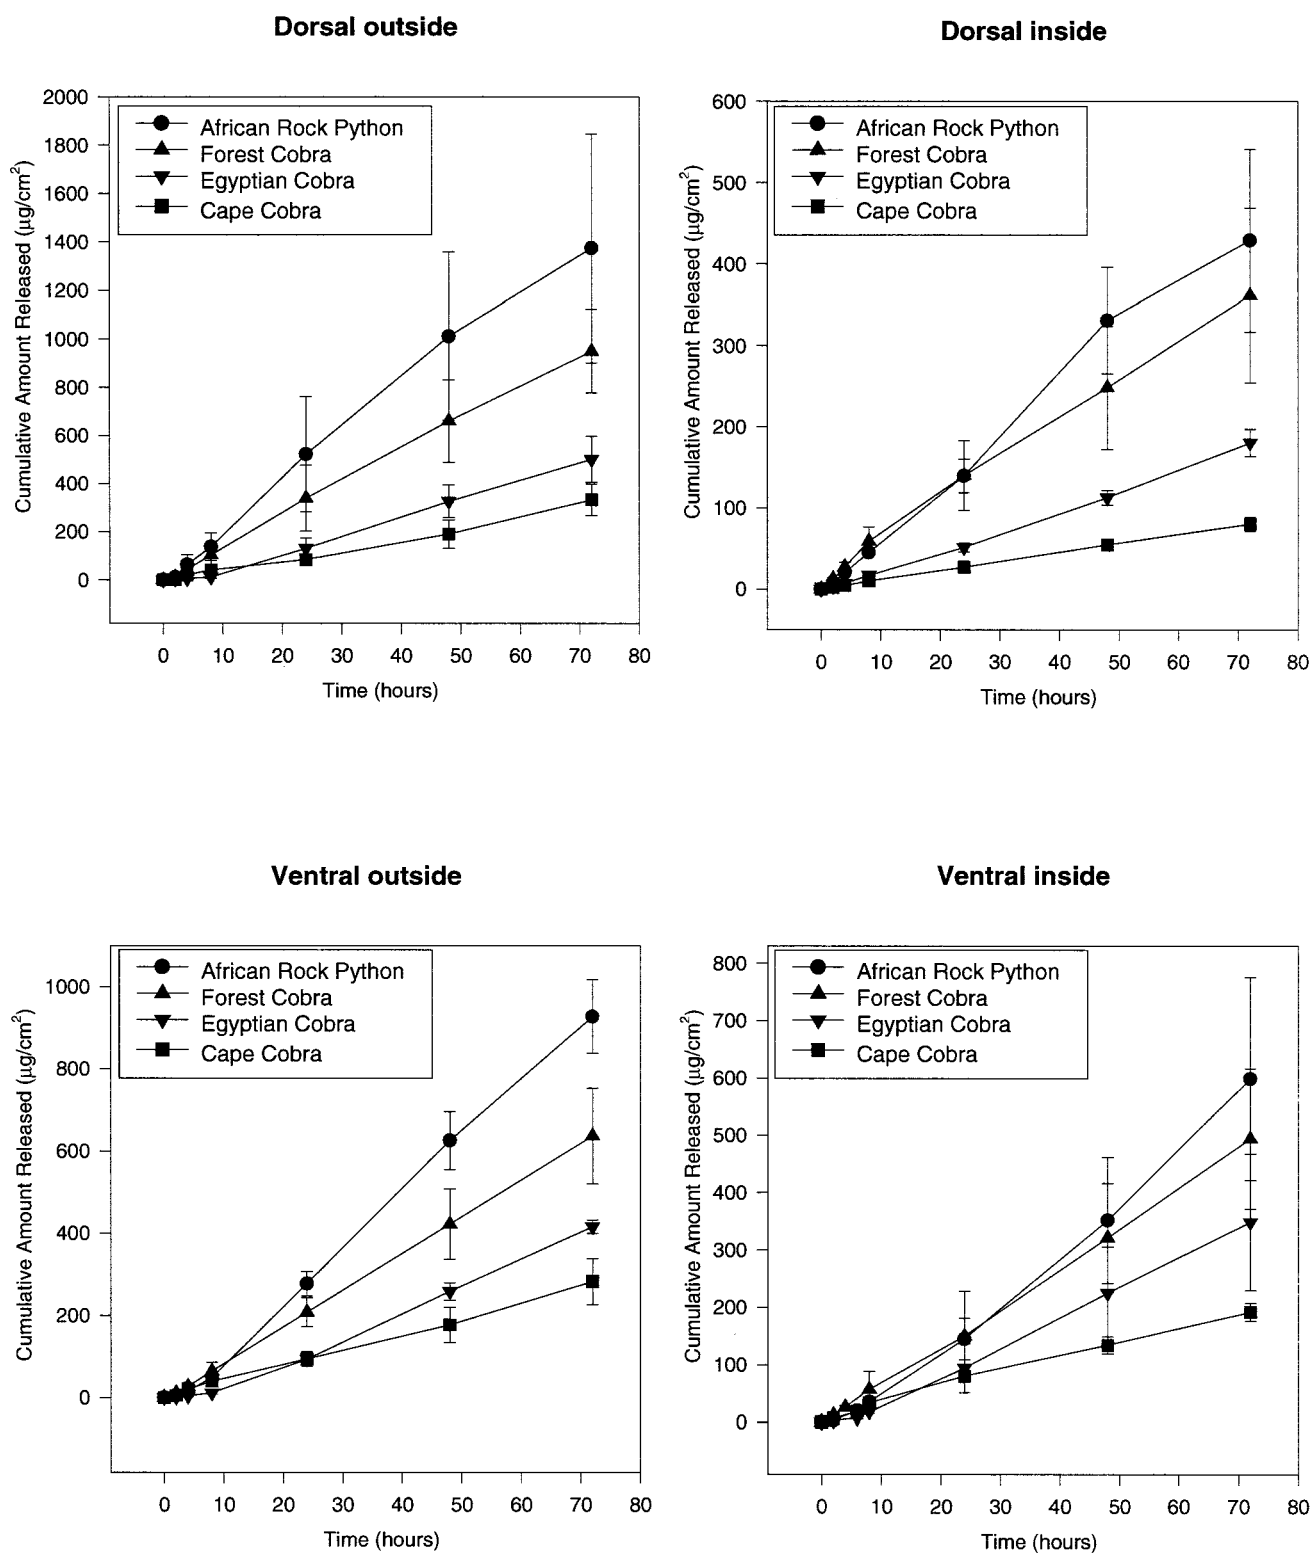 Dorsal outside
Cumulative Amount Released (μg/cm²)
2000
1800
1600
1400
1200
1000
800
600
400
200
0
African Rock Python
Forest Cobra
Egyptian Cobra
Cape Cobra
0 10 20 30 40 50 60 70 80
Time (hours)
Dorsal inside
Cumulative Amount Released (μg/cm²)
600
500
400
300
200
100
0
African Rock Python
Forest Cobra
Egyptian Cobra
Cape Cobra
0 10 20 30 40 50 60 70 80
Time (hours)
Ventral outside
Cumulative Amount Released (μg/cm²)
1000
800
600
400
200
0
African Rock Python
Forest Cobra
Egyptian Cobra
Cape Cobra
0 10 20 30 40 50 60 70 80
Time (hours)
Ventral inside
Cumulative Amount Released (μg/cm²)
800
700
600
500
400
300
200
100
0
African Rock Python
Forest Cobra
Egyptian Cobra
Cape Cobra
0 10 20 30 40 50 60 70 80
Time (hours)